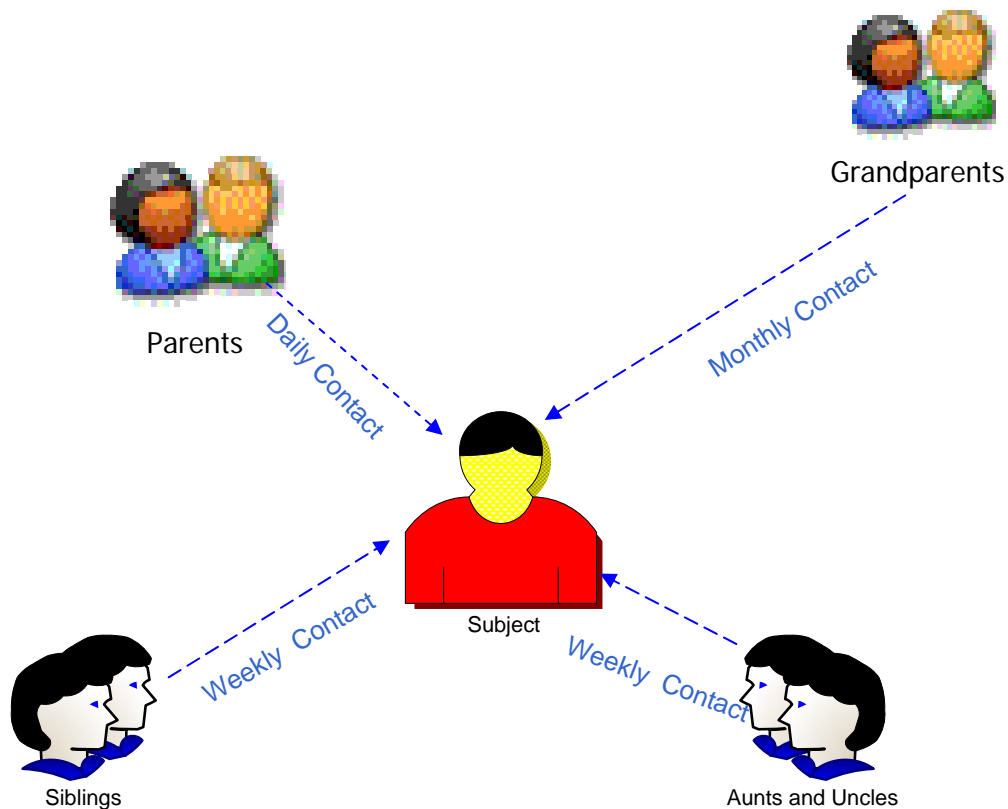 Grandparents
Parents
Daily Contact
Monthly Contact
Subject
Weekly Contact
Weekly Contact
Siblings
Aunts and Uncles